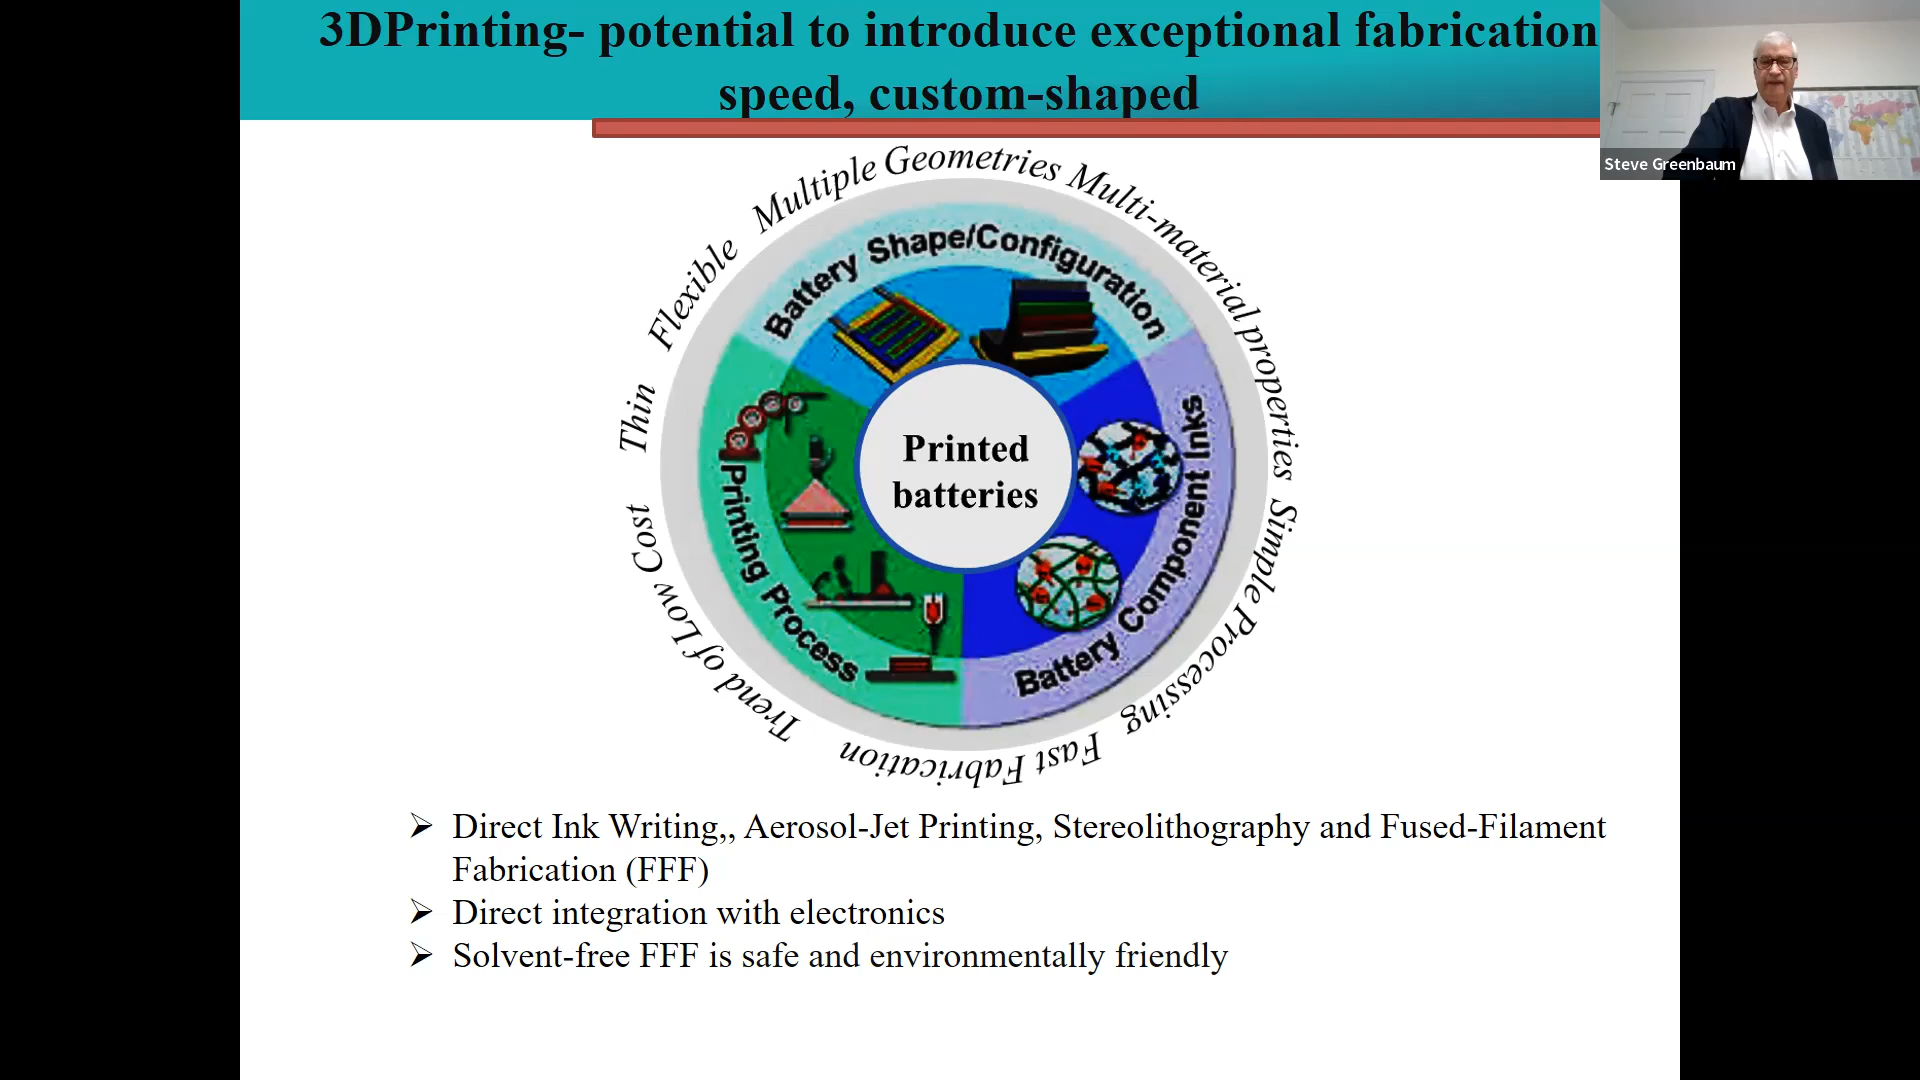 3DPrinting- potential to introduce exceptional fabrication
speed, custom-shaped
Steve Greenbaum
Thin
Flexible
Multiple Geometries
Multi-material properties
Simple Processing
Fast Fabrication
Trend of Low Cost
Battery Shape/Configuration
Battery Component Inks
Printing Process
Printed
batteries
➢ Direct Ink Writing,, Aerosol-Jet Printing, Stereolithography and Fused-Filament
Fabrication (FFF)
➢ Direct integration with electronics
➢ Solvent-free FFF is safe and environmentally friendly